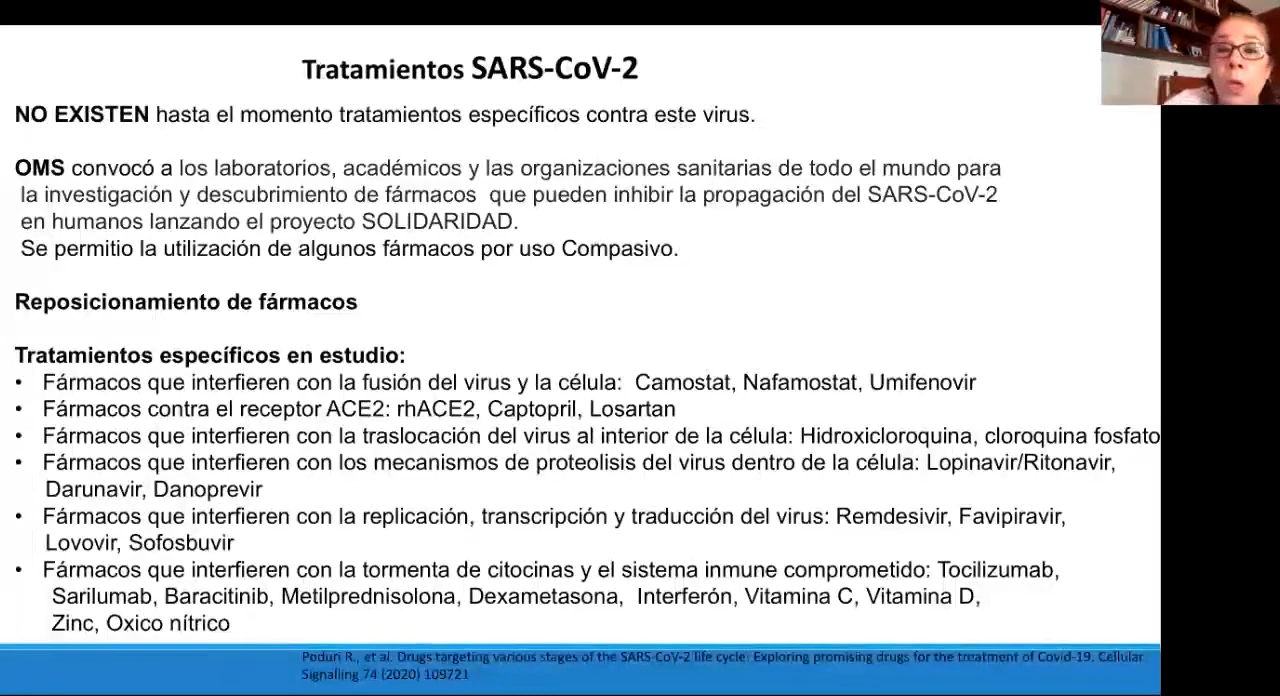 Tratamientos SARS-CoV-2
NO EXISTEN hasta el momento tratamientos específicos contra este virus.
OMS convocó a los laboratorios, académicos y las organizaciones sanitarias de todo el mundo para
la investigación y descubrimiento de fármacos que pueden inhibir la propagación del SARS-CoV-2
en humanos lanzando el proyecto SOLIDARIDAD.
Se permitio la utilización de algunos fármacos por uso Compasivo.
Reposicionamiento de fármacos
Tratamientos específicos en estudio:
• Fármacos que interfieren con la fusión del virus y la célula: Camostat, Nafamostat, Umifenovir
• Fármacos contra el receptor ACE2: rhACE2, Captopril, Losartan
• Fármacos que interfieren con la traslocación del virus al interior de la célula: Hidroxicloroquina, cloroquina fosfato
• Fármacos que interfieren con los mecanismos de proteolisis del virus dentro de la célula: Lopinavir/Ritonavir,
Darunavir, Danoprevir
• Fármacos que interfieren con la replicación, transcripción y traducción del virus: Remdesivir, Favipiravir,
Lovovir, Sofosbuvir
• Fármacos que interfieren con la tormenta de citocinas y el sistema inmune comprometido: Tocilizumab,
Sarilumab, Baracitinib, Metilprednisolona, Dexametasona, Interferón, Vitamina C, Vitamina D,
Zinc, Oxico nítrico
Poduri R., et al. Drugs targeting various stages of the SARS-CoV-2 life cycle: Exploring promising drugs for the treatment of Covid-19. Cellular
Signalling 74 (2020) 109721